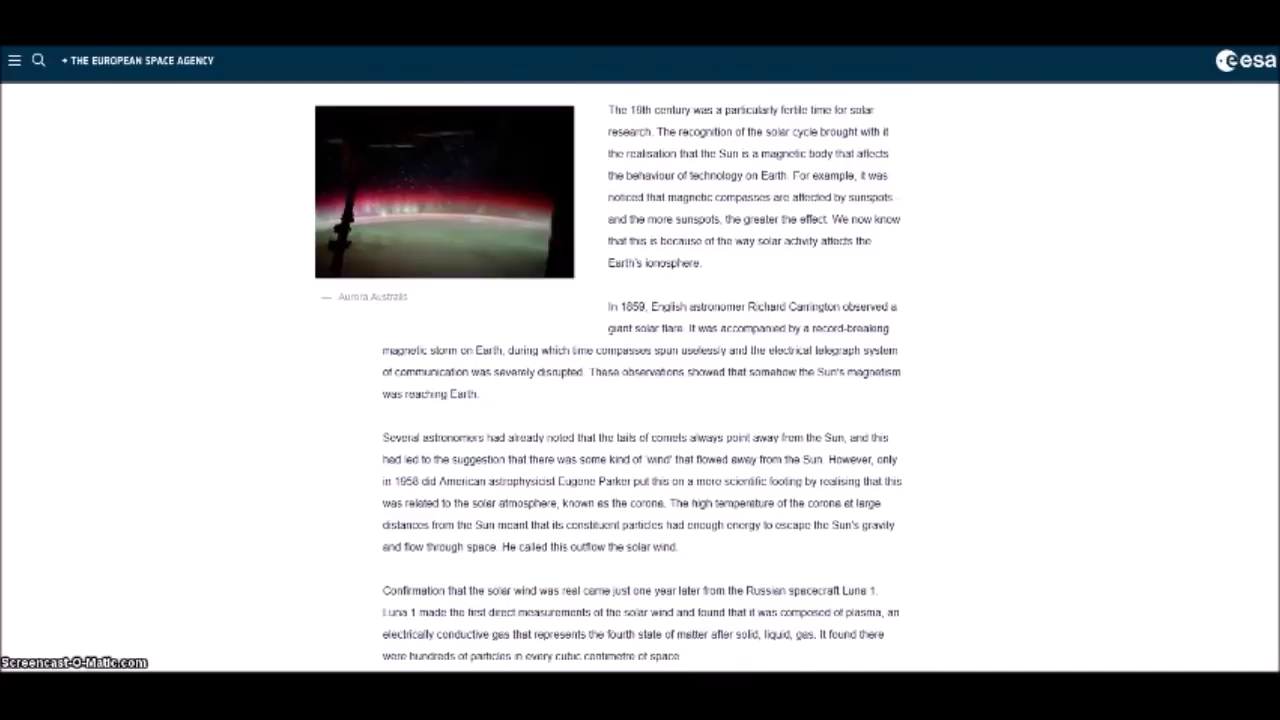 + THE EUROPEAN SPACE AGENCY
esa
The 19th century was a particularly fertile time for solar
research. The recognition of the solar cycle brought with it
the realisation that the Sun is a magnetic body that affects
the behaviour of technology on Earth. For example, it was
noticed that magnetic compasses are affected by sunspots –
and the more sunspots, the greater the effect. We now know
that this is because of the way solar activity affects the
Earth's ionosphere.
— Aurora Australis
In 1859, English astronomer Richard Carrington observed a
giant solar flare. It was accompanied by a record-breaking
magnetic storm on Earth, during which time compasses spun uselessly and the electrical telegraph system
of communication was severely disrupted. These observations showed that somehow the Sun's magnetism
was reaching Earth.
Several astronomers had already noted that the tails of comets always point away from the Sun, and this
had led to the suggestion that there was some kind of 'wind' that flowed away from the Sun. However, only
in 1958 did American astrophysicist Eugene Parker put this on a more scientific footing by realising that this
was related to the solar atmosphere, known as the corona. The high temperature of the corona at large
distances from the Sun meant that its constituent particles had enough energy to escape the Sun's gravity
and flow through space. He called this outflow the solar wind.
Confirmation that the solar wind was real came just one year later from the Russian spacecraft Luna 1.
Luna 1 made the first direct measurements of the solar wind and found that it was composed of plasma, an
electrically conductive gas that represents the fourth state of matter after solid, liquid, gas. It found there
were hundreds of particles in every cubic centimetre of space.
Screencast-O-Matic.com